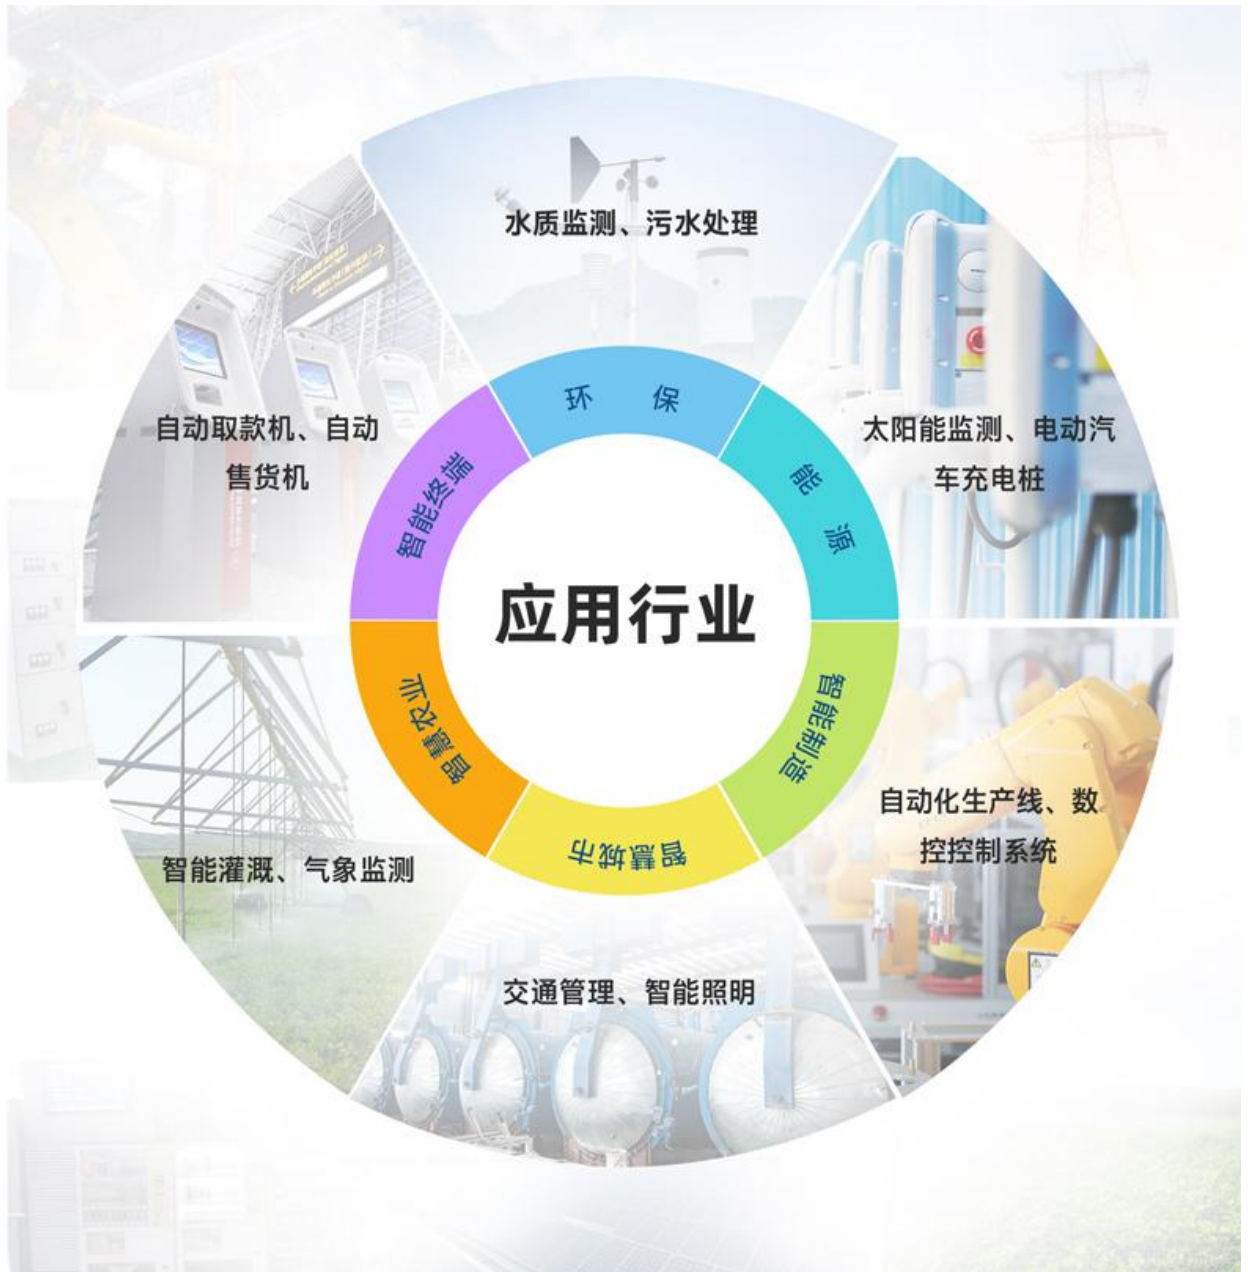 水质监测、污水处理
环 保
太阳能监测、电动汽
车充电桩
能 源
智能制造
自动化生产线、数
控控制系统
智慧城市
交通管理、智能照明
智慧农业
智能灌溉、气象监测
智能终端
自动取款机、自动
售货机
应用行业